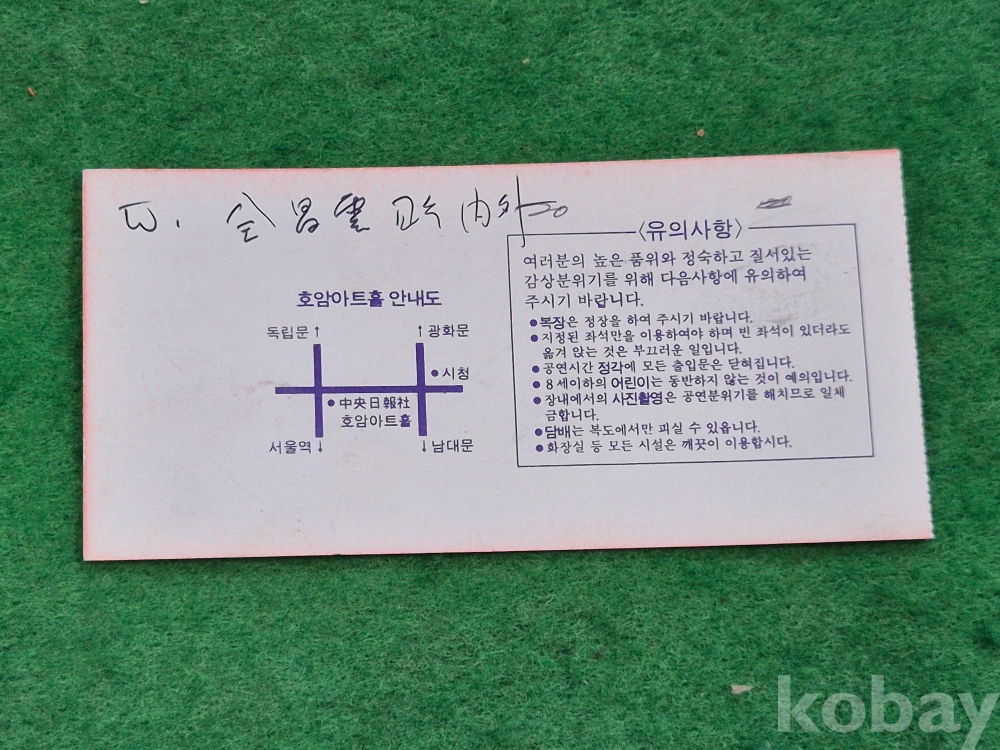 內外
호암아트홀 안내도
독립문↑
↑광화문
●시청
●中央日報社
호암아트홀
서울역↓
↓남대문
〈유의사항〉
여러분의 높은 품위와 정숙하고 질서있는
감상분위기를 위해 다음사항에 유의하여
주시기 바랍니다.
●복장은 정장을 하여 주시기 바랍니다.
●지정된 좌석만을 이용하여야 하며 빈 좌석이 있더라도
옮겨 앉는 것은 부끄러운 일입니다.
●공연시간 정각에 모든 출입문은 닫혀집니다.
●8세이하의 어린이는 동반하지 않는 것이 예의입니다.
●장내에서의 사진촬영은 공연분위기를 해치므로 일체
금합니다.
●담배는 복도에서만 피실 수 있읍니다.
●화장실 등 모든 시설은 깨끗이 이용합시다.
kobay